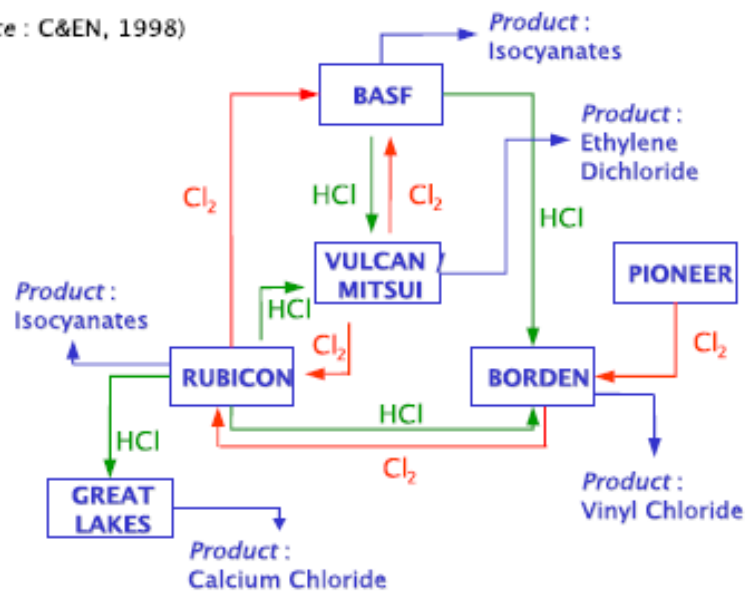 : C&EN, 1998)
Product :
Isocyanates
BASF
Product :
Ethylene
Dichloride
Cl₂
HCl
Cl₂
HCl
VULCAN
MITSUI
PIONEER
Product :
Isocyanates
HCl
Cl₂
Cl₂
RUBICON
BORDEN
HCl
HCl
Cl₂
GREAT
LAKES
Product :
Vinyl Chloride
Product :
Calcium Chloride